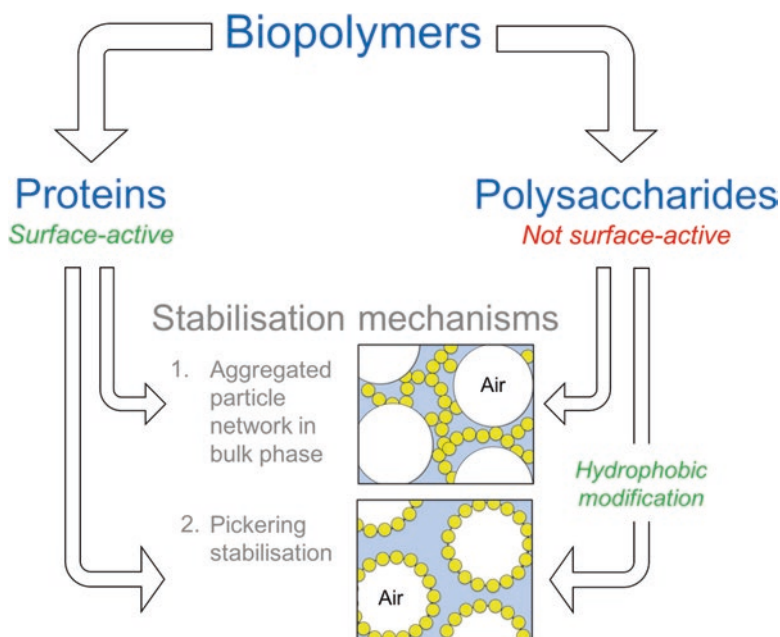 Biopolymers
Proteins
Surface-active
Polysaccharides
Not surface-active
Stabilisation mechanisms
1. Aggregated
particle
network in
bulk phase
Air
Hydrophobic
modification
2. Pickering
stabilisation
Air